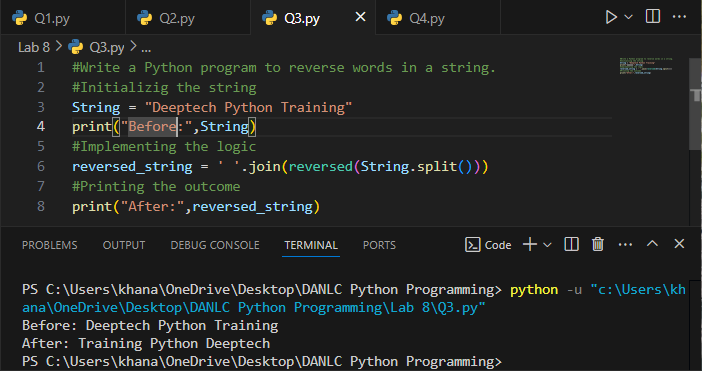 Q1.py Q2.py Q3.py Q4.py
Lab 8 > Q3.py > ...
1 #Write a Python program to reverse words in a string.
2 #Initializig the string
3 String = "Deeptech Python Training"
4 print("Before:",String)
5 #Implementing the logic
6 reversed_string = ' '.join(reversed(String.split()))
7 #Printing the outcome
8 print("After:",reversed_string)
PROBLEMS OUTPUT DEBUG CONSOLE TERMINAL PORTS Code
PS C:\Users\khana\OneDrive\Desktop\DANLC Python Programming> python -u "c:\Users\kh
ana\OneDrive\Desktop\DANLC Python Programming\Lab 8\Q3.py"
Before: Deeptech Python Training
After: Training Python Deeptech
PS C:\Users\khana\OneDrive\Desktop\DANLC Python Programming>